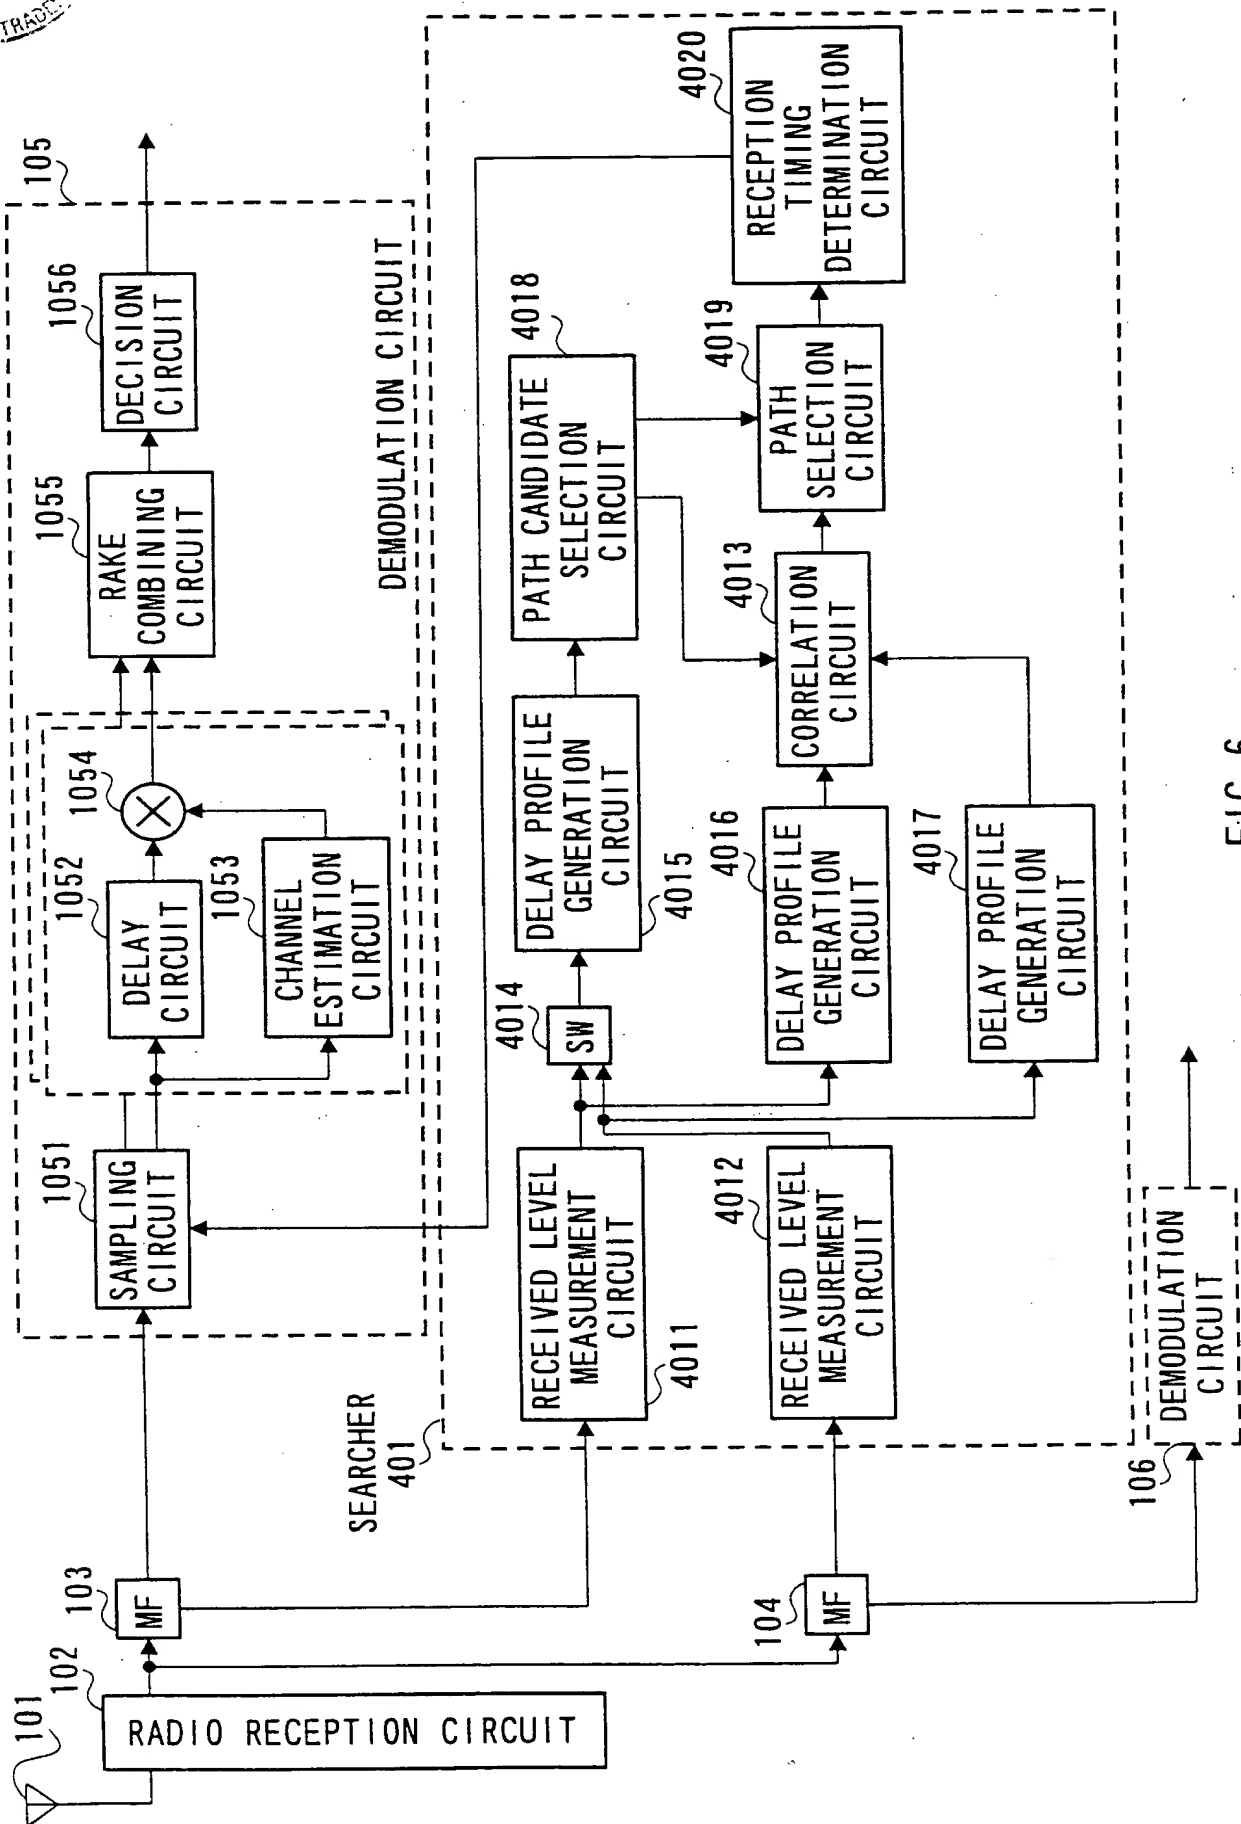 TRADE
101
102
RADIO RECEPTION CIRCUIT
103
MF
104
MF
105
DEMODULATION CIRCUIT
1051
SAMPLING
CIRCUIT
1052
DELAY
CIRCUIT
1053
CHANNEL
ESTIMATION
CIRCUIT
1054
1055
RAKE
COMBINING
CIRCUIT
1056
DECISION
CIRCUIT
SEARCHER
401
RECEIVED LEVEL
MEASUREMENT
CIRCUIT
4011
4012
RECEIVED LEVEL
MEASUREMENT
CIRCUIT
4014
SW
DELAY PROFILE
GENERATION
CIRCUIT
4015
4016
DELAY PROFILE
GENERATION
CIRCUIT
4017
DELAY PROFILE
GENERATION
CIRCUIT
4018
PATH CANDIDATE
SELECTION
CIRCUIT
4013
CORRELATION
CIRCUIT
4019
PATH
SELECTION
CIRCUIT
4020
RECEPTION
TIMING
DETERMINATION
CIRCUIT
106
DEMODULATION
CIRCUIT